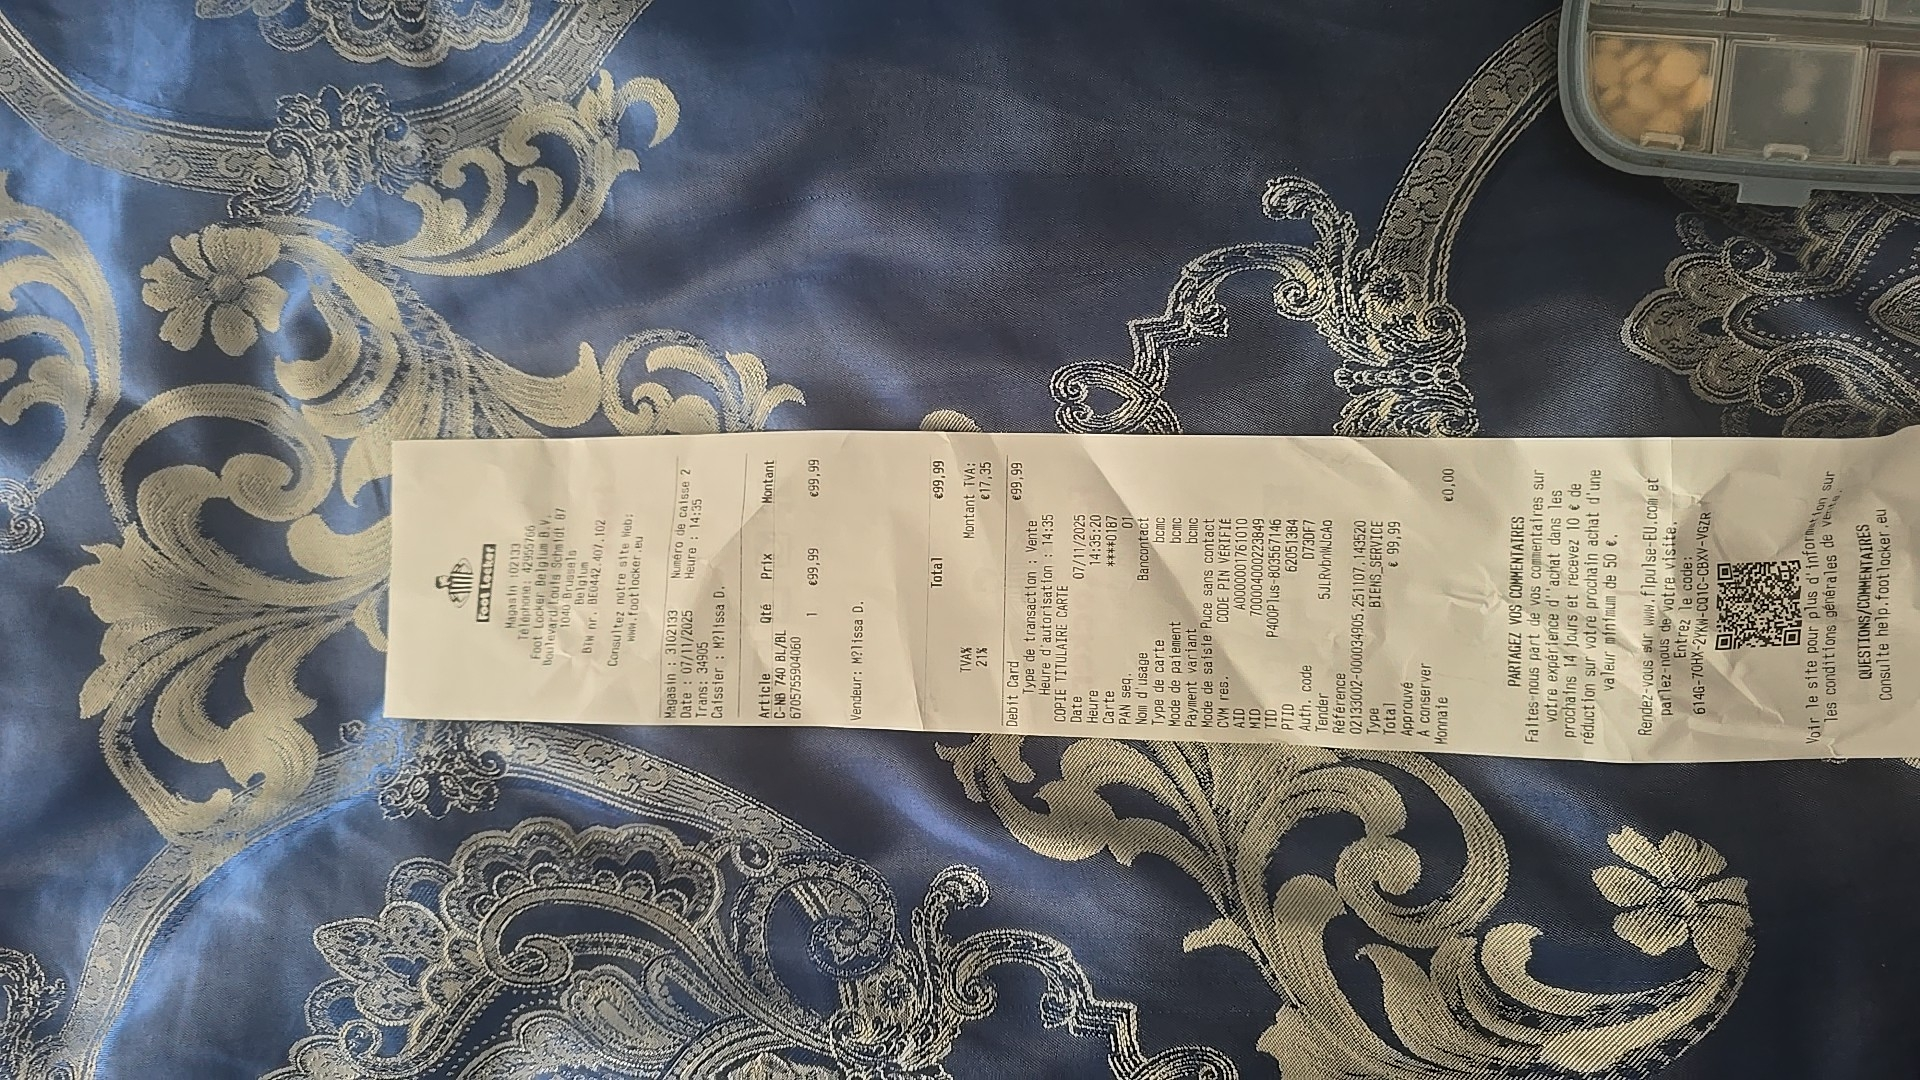 Foot Locker
Magasin :02133
Téléphone: 42955766
Foot Locker Belgium B.V.
Boulevard Louis Schmidt 87
1040 Brussels
Belgium
Btw nr. BE0442.407.102
Consultez notre site Web:
www.footlocker.eu
Magasin : 3102133 Numéro de caisse 2
Date : 07/11/2025 Heure : 14:35
Trans: 34905
Caissier : M?lissa D.
Article Qté Prix Montant
C-NB 740 BL/BL
6705755904060 1 €99,99 €99,99
Vendeur: M?lissa D.
Total €99,99
TVA% Montant TVA:
21% €17,35
Debit Card €99,99
Type de transaction : Vente
Heure d'autorisation : 14:35
COPIE TITULAIRE CARTE
Date 07/11/2025
Heure 14:35:20
Carte ****0187
PAN seq. 01
Nom d'usage Bancontact
Type de carte bcmc
Mode de paiement bcmc
Payment variant bcmc
Mode de saisie Puce sans contact
CVM res. CODE PIN VÉRIFIÉ
AID A0000001761010
MID 700004000223849
TID P400Plus-803567146
PTID 62051384
Auth. code D73DF7
Tender 5JLRvbnWJcAo
Référence
02133002-0000034905.251107.143520
Type BIENS_SERVICE
Total € 99,99
Approuvé
À conserver
Monnaie €0,00
PARTAGEZ VOS COMMENTAIRES
Faites-nous part de vos commentaires sur
votre expérience d''achat dans les
prochains 14 jours et recevez 10 € de
réduction sur votre prochain achat d'une
valeur minimum de 50 €.
Rendez-vous sur www.flpulse-EU.com et
parlez-nous de votre visite.
Entrez le code:
614G-70HX-2YKW-CQ1C-CBXV-VGZR
Voir le site pour plus d'information sur
les conditions générales de vente.
QUESTIONS/COMMENTAIRES
Consulte help.footlocker.eu